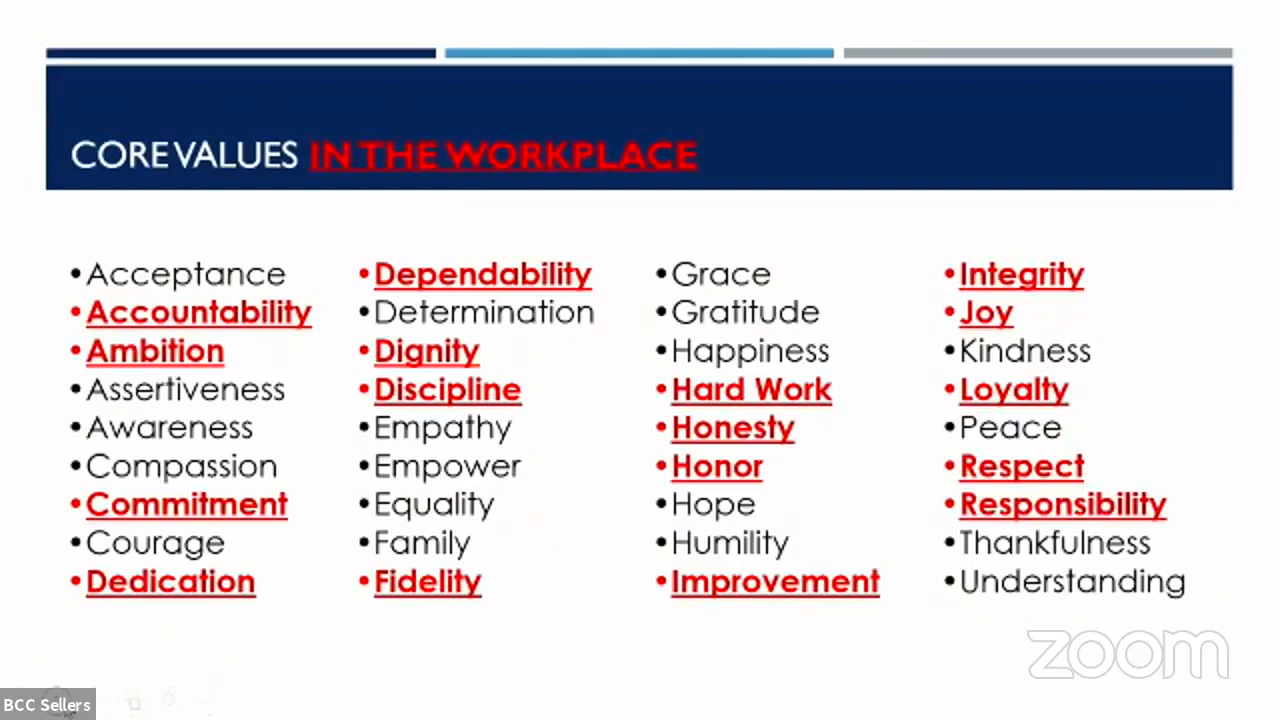 CORE VALUES IN THE WORKPLACE
•Acceptance
•Accountability
•Ambition
•Assertiveness
•Awareness
•Compassion
•Commitment
•Courage
•Dedication
•Dependability
•Determination
•Dignity
•Discipline
•Empathy
•Empower
•Equality
•Family
•Fidelity
•Grace
•Gratitude
•Happiness
•Hard Work
•Honesty
•Honor
•Hope
•Humility
•Improvement
•Integrity
•Joy
•Kindness
•Loyalty
•Peace
•Respect
•Responsibility
•Thankfulness
•Understanding
zoom
BCC Sellers